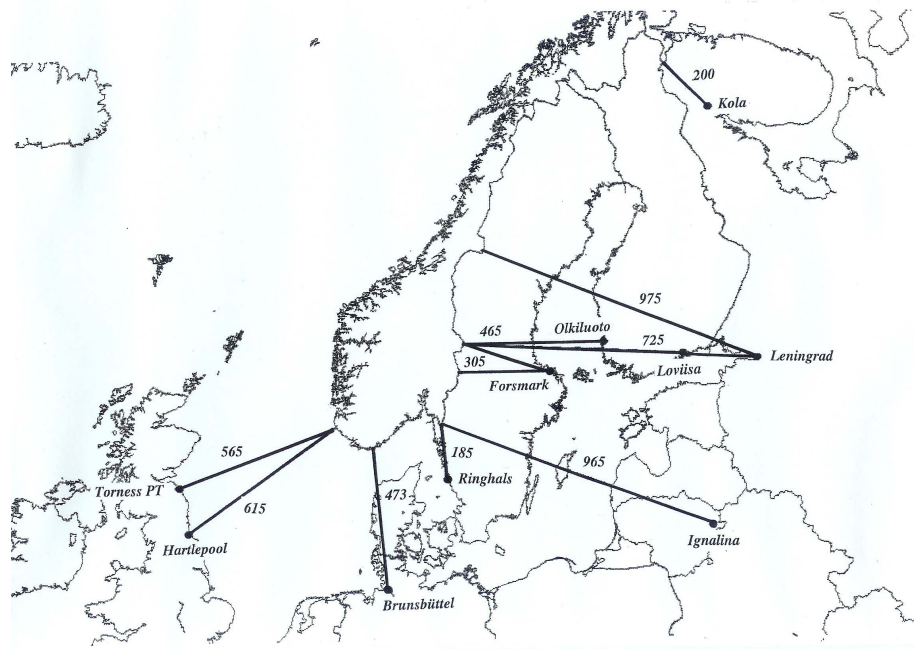 200
Kola
975
465
Olkiluoto
725
Leningrad
305
Loviisa
Forsmark
565
185
965
Ringhals
Torness PT
473
615
Ignalina
Hartlepool
Brunsbüttel